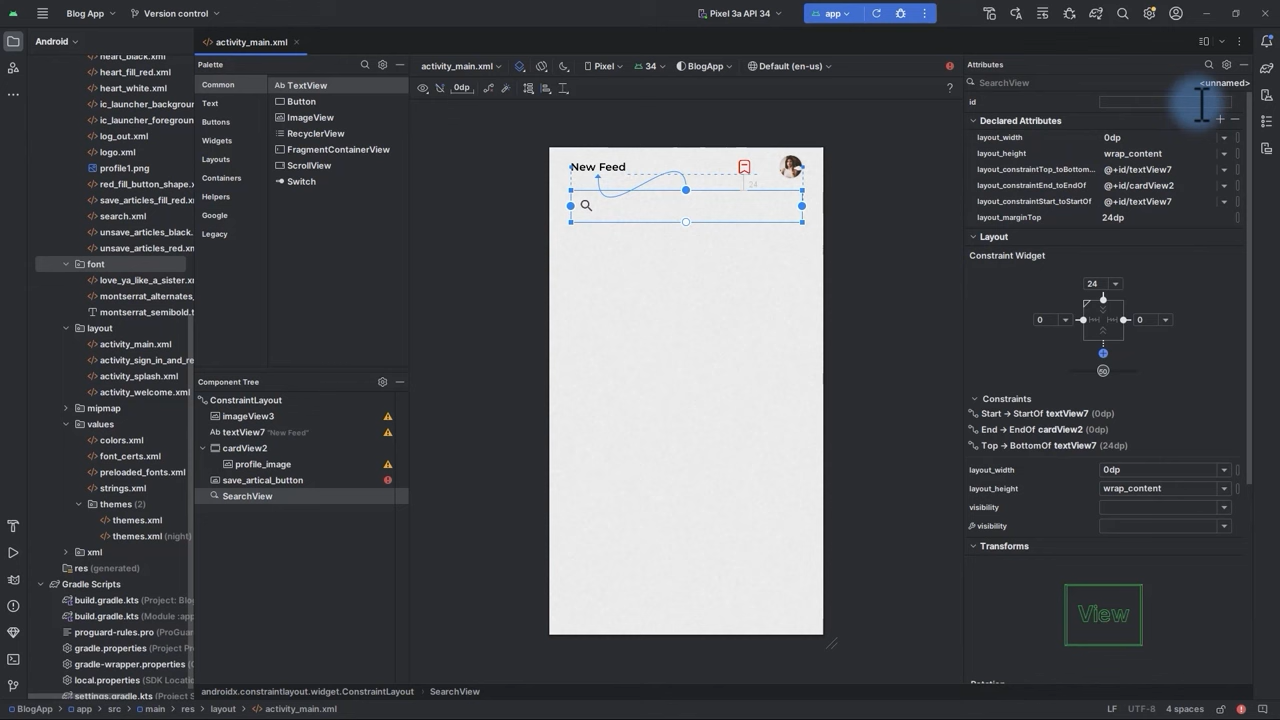 Blog App
Version control
Pixel 3a API 34
app
Android
activity_main.xml
heart_black.xml
heart_fill_red.xml
heart_white.xml
ic_launcher_backgroun
ic_launcher_foregroun
log_out.xml
logo.xml
profile1.png
red_fill_button_shape.
save_articles_fill_red.x
search.xml
unsave_articles_black.
unsave_articles_red.xr
font
love_ya_like_a_sister.xr
montserrat_alternates_
montserrat_semibold.t
layout
activity_main.xml
activity_sign_in_and_re
activity_splash.xml
activity_welcome.xml
mipmap
values
colors.xml
font_certs.xml
preloaded_fonts.xml
strings.xml
themes (2)
themes.xml
themes.xml (night)
xml
res (generated)
Gradle Scripts
build.gradle.kts (Project: Blo
build.gradle.kts (Module :app
proguard-rules.pro (ProGua
gradle.properties (Project Pr
gradle-wrapper.properties (
local.properties (SDK Locati
settings.gradle.kts
Palette
Common
Text
Buttons
Widgets
Layouts
Containers
Helpers
Google
Legacy
Ab TextView
Button
ImageView
RecyclerView
FragmentContainerView
ScrollView
Switch
Component Tree
ConstraintLayout
imageView3
Ab textView7 "New Feed"
cardView2
profile_image
save_artical_button
SearchView
activity_main.xml
Pixel
34
BlogApp
Default (en-us)
0dp
?
New Feed
24
Attributes
SearchView
<unnamed>
id
Declared Attributes
layout_width 0dp
layout_height wrap_content
layout_constraintTop_toBottom... @+id/textView7
layout_constraintEnd_toEndOf @+id/cardView2
layout_constraintStart_toStartOf @+id/textView7
layout_marginTop 24dp
Layout
Constraint Widget
24
0
0
50
Constraints
Start → StartOf textView7 (0dp)
End → EndOf cardView2 (0dp)
Top → BottomOf textView7 (24dp)
layout_width 0dp
layout_height wrap_content
visibility
visibility
Transforms
View
androidx.constraintlayout.widget.ConstraintLayout
SearchView
BlogApp
app
src
main
res
layout
activity_main.xml
LF
UTF-8
4 spaces